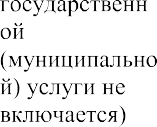 государственн
ой
(муниципально
й) услуги не
включается)